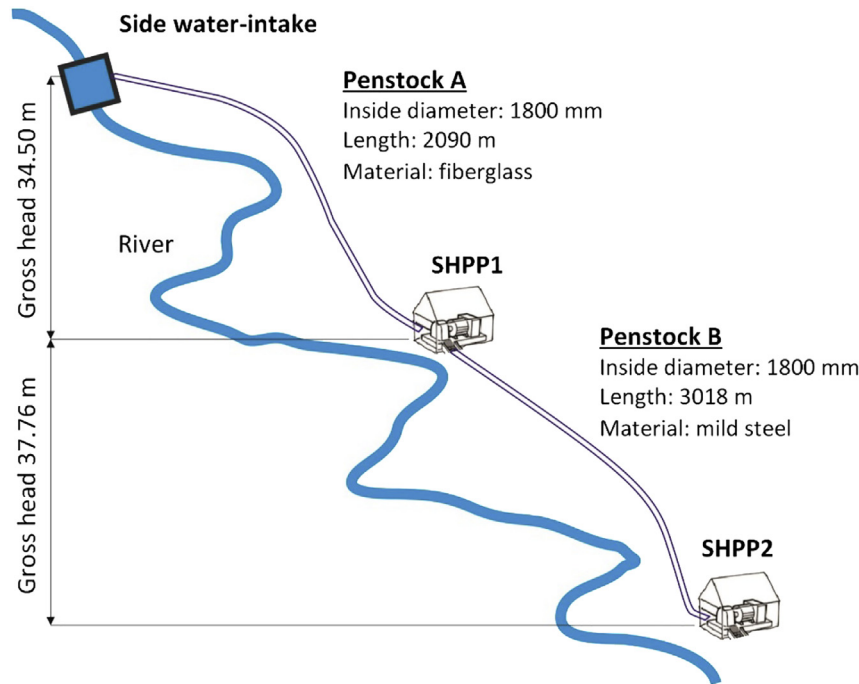 Side water-intake
Penstock A
Inside diameter: 1800 mm
Length: 2090 m
Material: fiberglass
Gross head 34.50 m
River
SHPP1
Penstock B
Inside diameter: 1800 mm
Length: 3018 m
Material: mild steel
Gross head 37.76 m
SHPP2